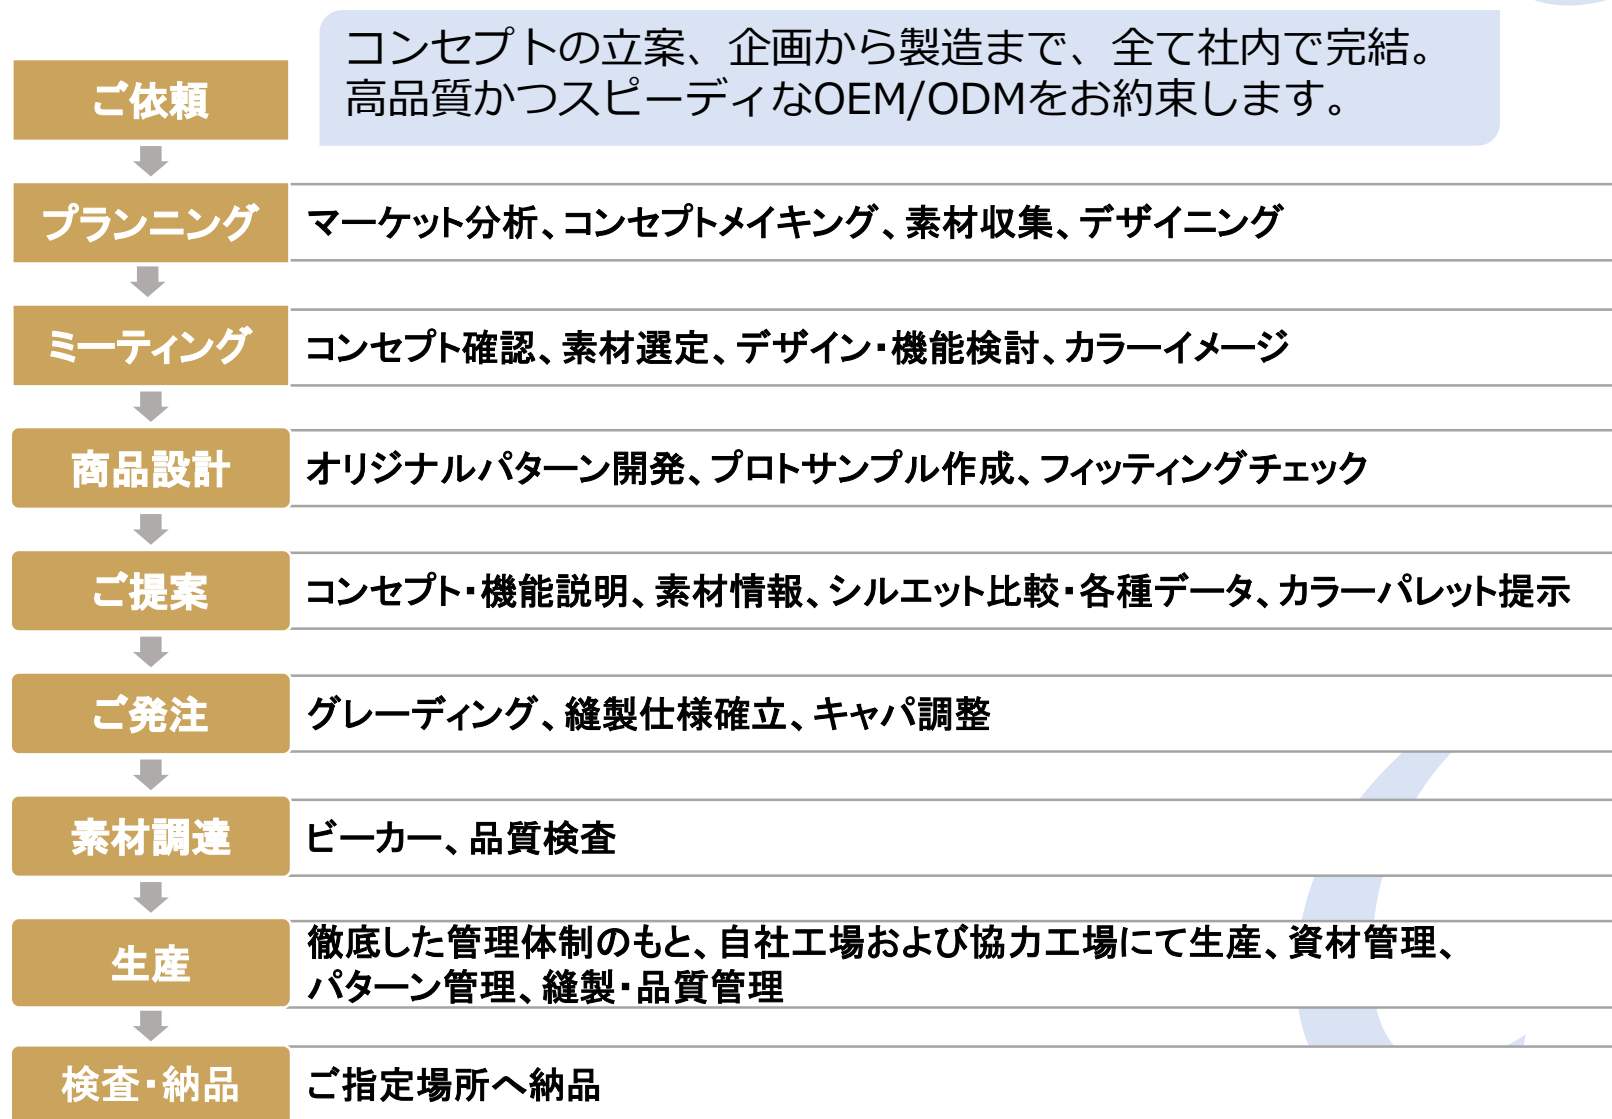 コンセプトの立案、企画から製造まで、全て社内で完結。
高品質かつスピーディなOEM/ODMをお約束します。
ご依頼
プランニング
マーケット分析、コンセプトメイキング、素材収集、デザイニング
ミーティング
コンセプト確認、素材選定、デザイン・機能検討、カラーイメージ
商品設計
オリジナルパターン開発、プロトサンプル作成、フィッティングチェック
ご提案
コンセプト・機能説明、素材情報、シルエット比較・各種データ、カラーパレット提示
ご発注
グレーディング、縫製仕様確立、キャパ調整
素材調達
ビーカー、品質検査
生産
徹底した管理体制のもと、自社工場および協力工場にて生産、資材管理、
パターン管理、縫製・品質管理
検査・納品
ご指定場所へ納品